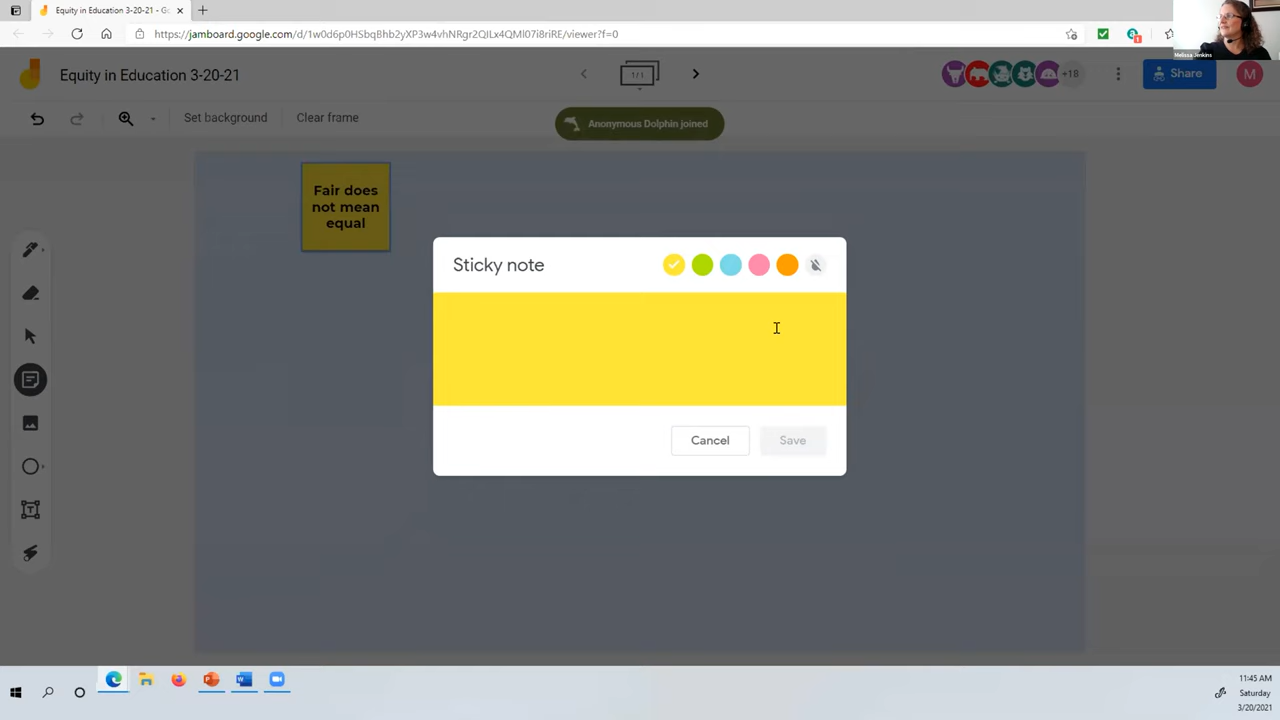 Equity in Education 3-20-21 - Go
https://jamboard.google.com/d/1w0d6p0HSbqBhb2yXP3w4vhNRgr2QILx4QMl07i8riRE/viewer?f=0
Melissa Jenkins
Equity in Education 3-20-21
1/1
+18
Share
M
Set background
Clear frame
Anonymous Dolphin joined
Fair does
not mean
equal
Sticky note
Cancel
Save
11:45 AM
Saturday
3/20/2021